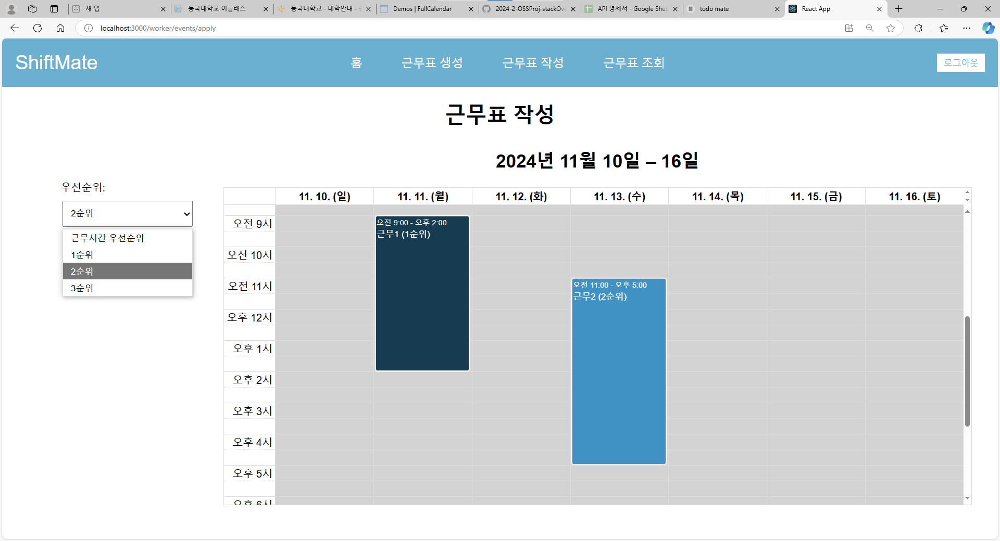 새 탭
동국대학교 이클래스
동국대학교 - 대학안내 -
Demos | FullCalendar
2024-2-OSSProj-stackOve
API 명세서 - Google Shee
todo mate
React App
localhost:3000/worker/events/apply
ShiftMate
홈
근무표 생성
근무표 작성
근무표 조회
로그아웃
근무표 작성
2024년 11월 10일 – 16일
우선순위:
2순위
근무시간 우선순위
1순위
2순위
3순위
11. 10. (일)
11. 11. (월)
11. 12. (화)
11. 13. (수)
11. 14. (목)
11. 15. (금)
11. 16. (토)
오전 9시
오전 10시
오전 11시
오후 12시
오후 1시
오후 2시
오후 3시
오후 4시
오후 5시
오후 6시
오전 9:00 - 오후 2:00
근무1 (1순위)
오전 11:00 - 오후 5:00
근무2 (2순위)